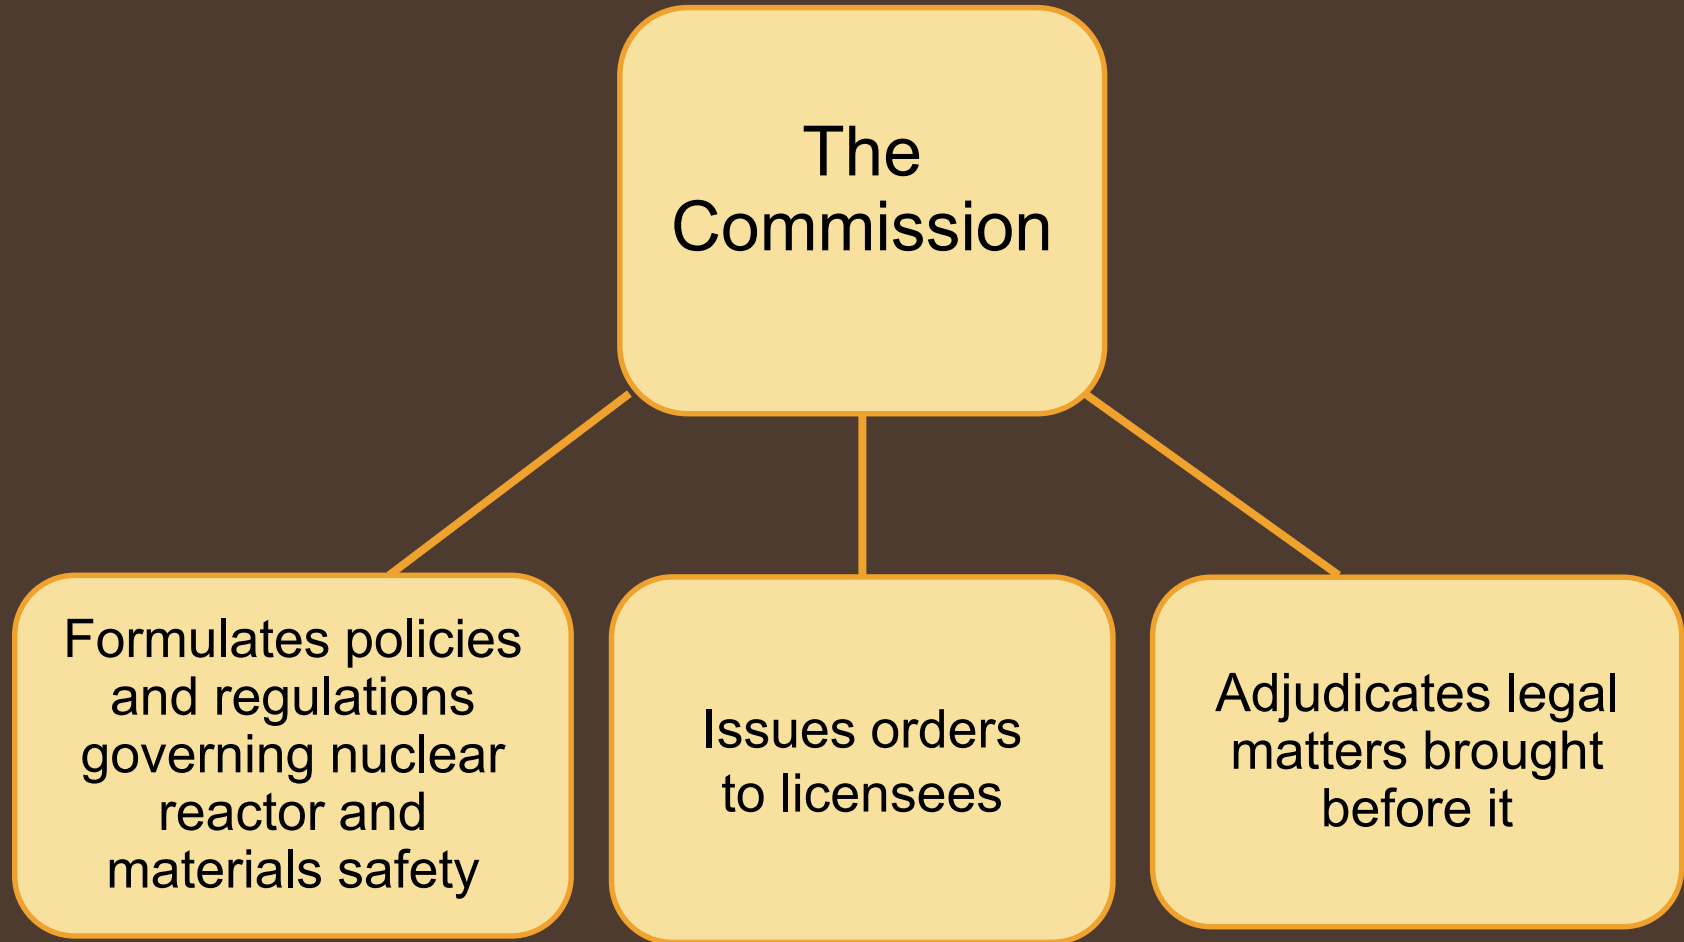 The
Commission
Formulates policies
and regulations
governing nuclear
reactor and
materials safety
Issues orders
to licensees
Adjudicates legal
matters brought
before it